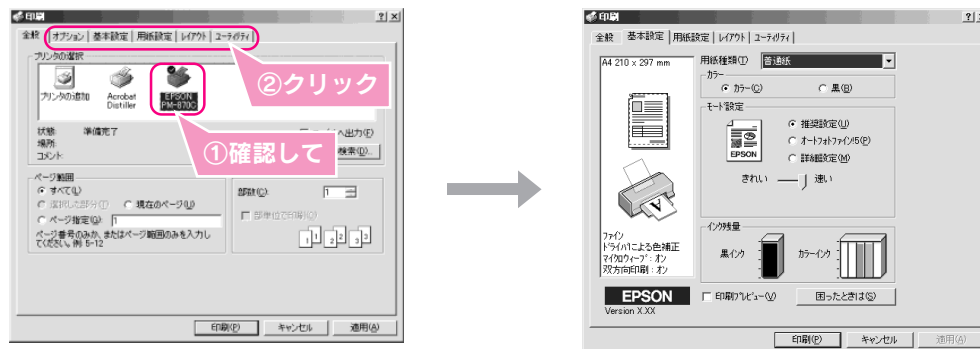 印刷
全般 オプション 基本設定 用紙設定 レイアウト ユーティリティ
プリンタの選択
プリンタの追加
Acrobat
Distiller
EPSON
PM-870C
②クリック
①確認して
状態: 準備完了
場所:
コメント:
へ出力(F)
検索(D)...
ページ範囲
すべて(L)
選択した部分(T)
現在のページ(U)
ページ指定(G):
1
ページ番号のみか、またはページ範囲のみを入力し
てください。例: 5-12
部数(C):
1
部単位で印刷(O)
1 1 2 2 3 3
印刷(P)
キャンセル
適用(A)
印刷
全般 基本設定 用紙設定 レイアウト ユーティリティ
A4 210 x 297 mm
ファイン
ドライバによる色補正
マイクロウィーブ : オン
双方向印刷 : オン
EPSON
Version X.XX
用紙種類(T)
普通紙
カラー
カラー(C)
黒(B)
モード設定
EPSON
推奨設定(U)
オートフォトファイン!5(P)
詳細設定(M)
きれい
速い
インク残量
黒インク
カラーインク
印刷プレビュー(V)
困ったときは(S)
印刷(P)
キャンセル
適用(A)